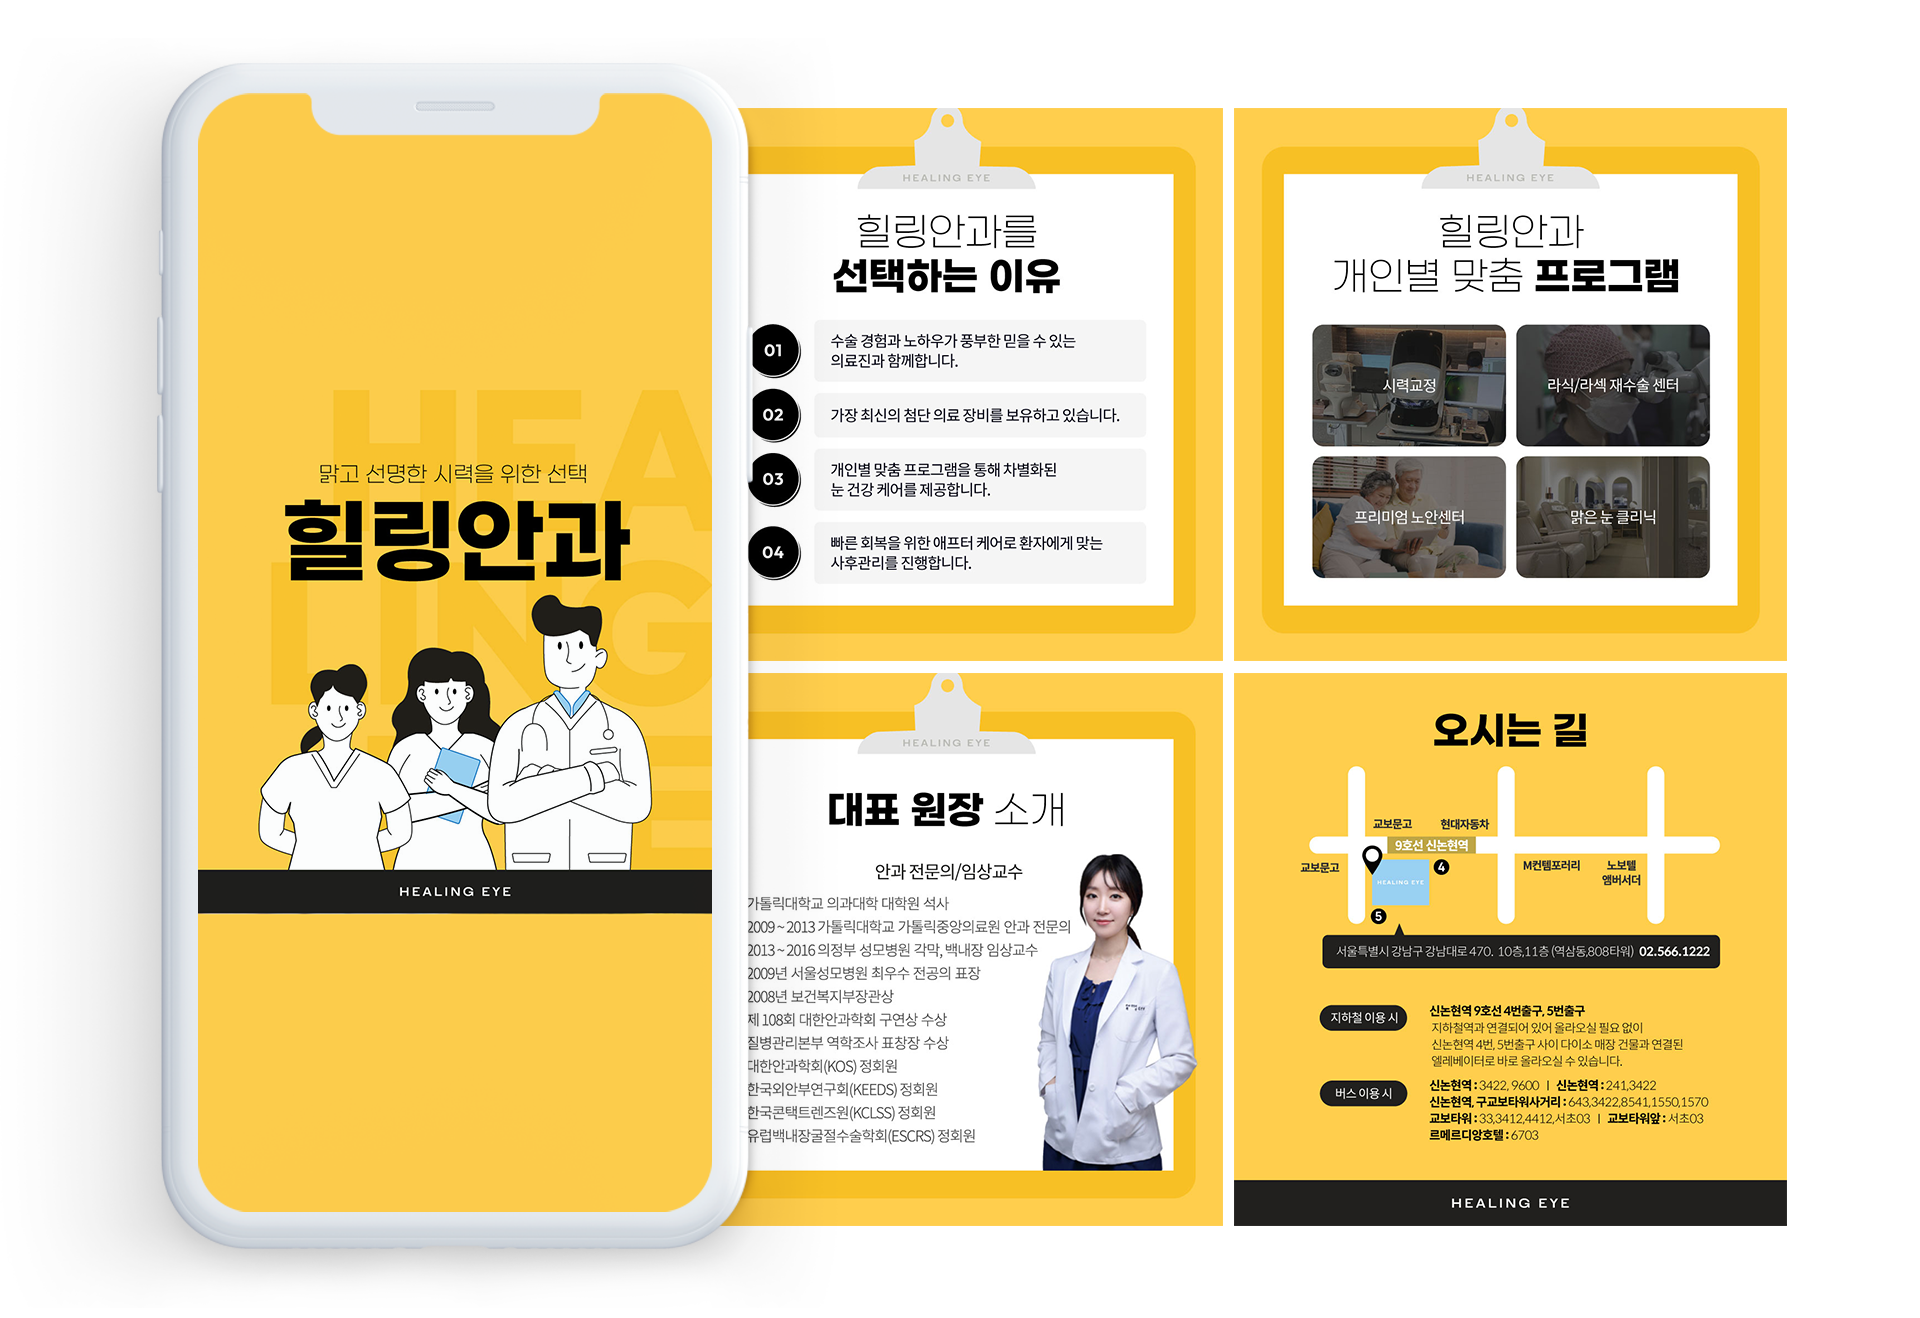 HEA
LING
맑고 선명한 시력을 위한 선택
힐링안과
HEALING EYE
HEALING EYE
힐링안과를
선택하는 이유
01
수술 경험과 노하우가 풍부한 믿을 수 있는
의료진과 함께합니다.
02
가장 최신의 첨단 의료 장비를 보유하고 있습니다.
03
개인별 맞춤 프로그램을 통해 차별화된
눈 건강 케어를 제공합니다.
04
빠른 회복을 위한 애프터 케어로 환자에게 맞는
사후관리를 진행합니다.
HEALING EYE
힐링안과
개인별 맞춤 프로그램
시력교정
라식/라섹 재수술 센터
프리미엄 노안센터
맑은 눈 클리닉
HEALING EYE
대표 원장 소개
안과 전문의/임상교수
가톨릭대학교 의과대학 대학원 석사
2009 ~ 2013 가톨릭대학교 가톨릭중앙의료원 안과 전문의
2013 ~ 2016 의정부 성모병원 각막, 백내장 임상교수
2009년 서울성모병원 최우수 전공의 표장
2008년 보건복지부장관상
제 108회 대한안과학회 구연상 수상
질병관리본부 역학조사 표창장 수상
대한안과학회(KOS) 정회원
한국외안부연구회(KEEDS) 정회원
한국콘택트렌즈원(KCLSS) 정회원
유럽백내장굴절수술학회(ESCRS) 정회원
오시는 길
교보문고 현대자동차
9호선 신논현역
교보문고
4
M컨템포러리
노보텔
앰버서더
HEALING EYE
5
서울특별시 강남구 강남대로 470. 10층,11층 (역삼동,808타워) 02.566.1222
지하철 이용 시
신논현역 9호선 4번출구, 5번출구
지하철역과 연결되어 있어 올라오실 필요 없이
신논현역 4번, 5번출구 사이 다이소 매장 건물과 연결된
엘레베이터로 바로 올라오실 수 있습니다.
버스 이용 시
신논현역 : 3422, 9600 ㅣ 신논현역 : 241,3422
신논현역, 구교보타워사거리 : 643,3422,8541,1550,1570
교보타워 : 33,3412,4412,서초03 ㅣ 교보타워앞 : 서초03
르메르디앙호텔 : 6703
HEALING EYE